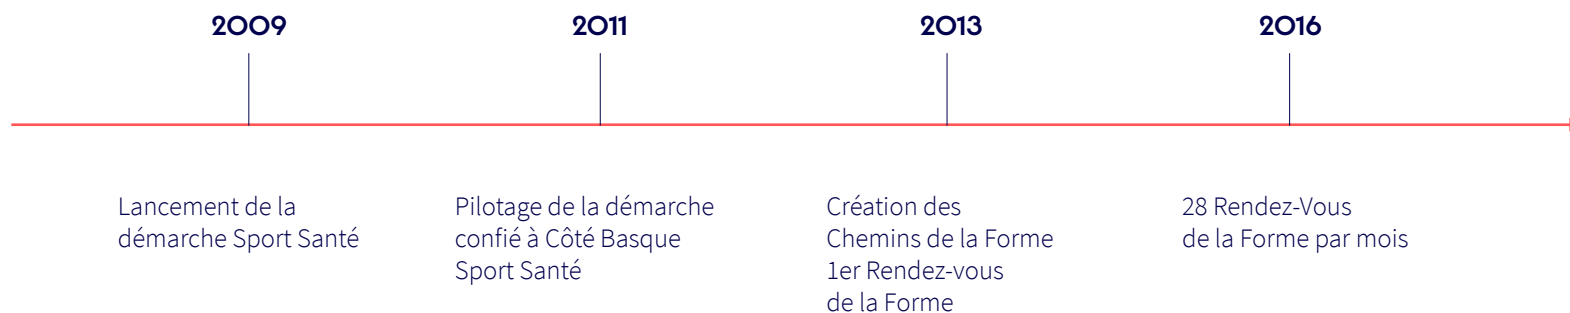 2009
2011
2013
2016
Lancement de la
démarche Sport Santé
Pilotage de la démarche
confié à Côté Basque
Sport Santé
Création des
Chemins de la Forme
1er Rendez-vous
de la Forme
28 Rendez-Vous
de la Forme par mois